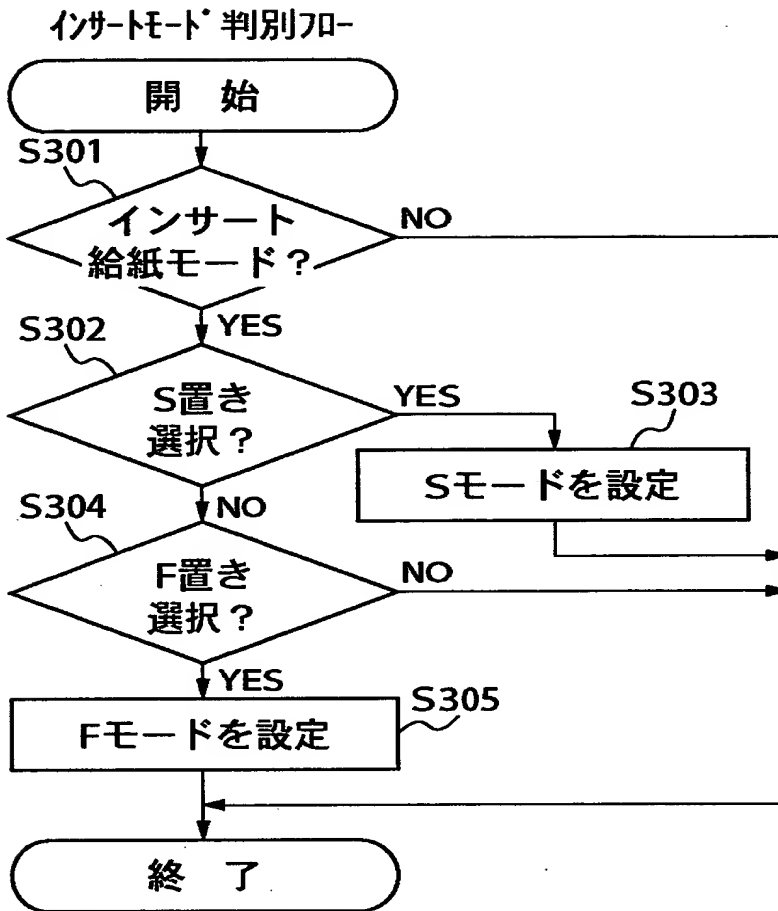 ｲﾝｻｰﾄﾓｰﾄﾞ 判別ﾌﾛｰ
開 始
S301
インサート
給紙モード？
NO
YES
S302
S置き
選択？
YES
S303
Sモードを設定
NO
S304
F置き
選択？
NO
YES
S305
Fモードを設定
終 了